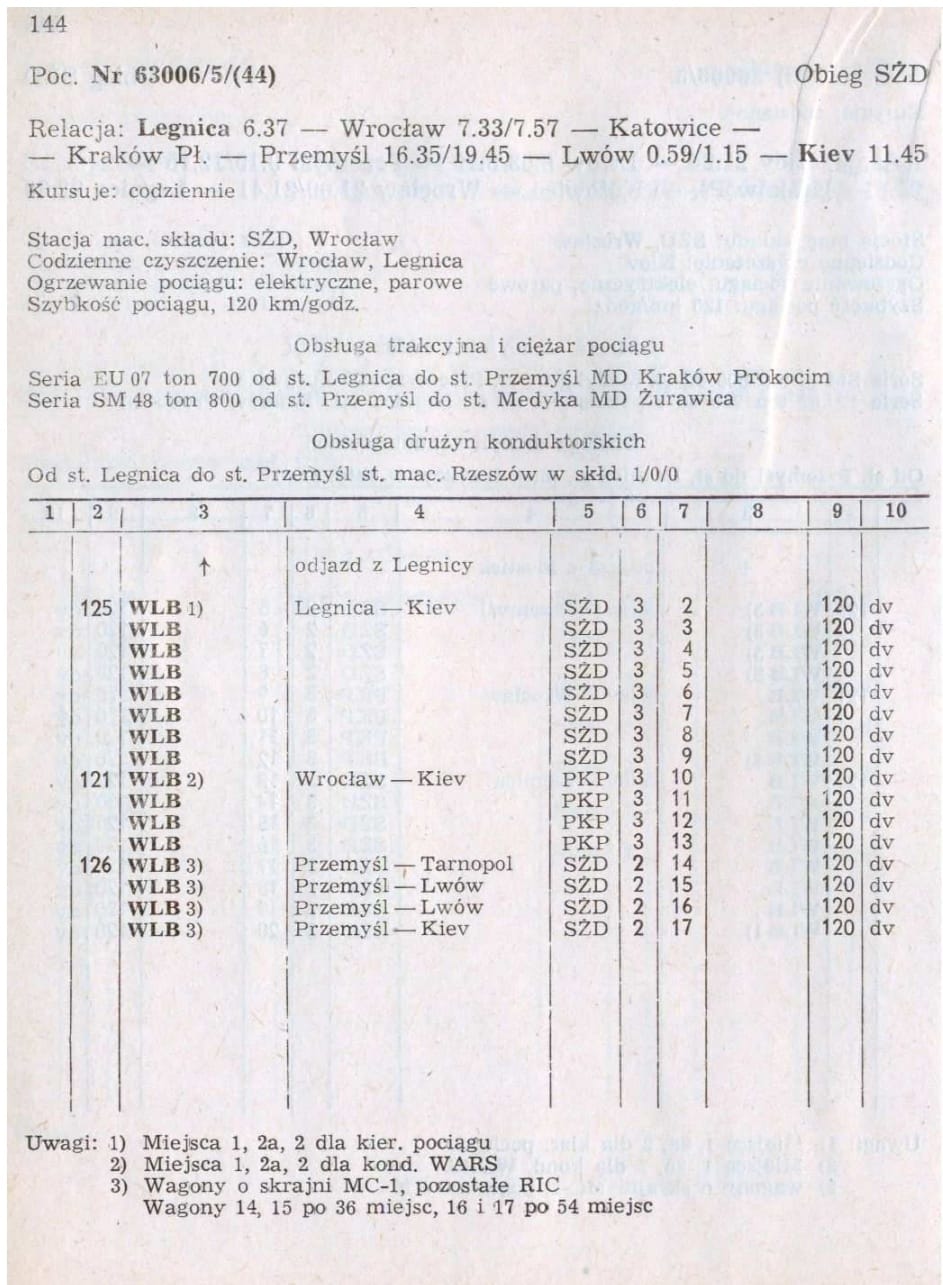 144
Poc. Nr 63006/5/(44) Obieg SŻD
Relacja: Legnica 6.37 — Wrocław 7.33/7.57 — Katowice —
— Kraków Pł. — Przemyśl 16.35/19.45 — Lwów 0.59/1.15 — Kiev 11.45
Kursuje: codziennie
Stacja mac. składu: SŻD, Wrocław
Codzienne czyszczenie: Wrocław, Legnica
Ogrzewanie pociągu: elektryczne, parowe
Szybkość pociągu, 120 km/godz.
Obsługa trakcyjna i ciężar pociągu
Seria EU 07 ton 700 od st. Legnica do st. Przemyśl MD Kraków Prokocim
Seria SM 48 ton 800 od st. Przemyśl do st. Medyka MD Żurawica
Obsługa drużyn konduktorskich
Od st. Legnica do st. Przemyśl st. mac. Rzeszów w skłd. 1/0/0
1 2 3 4 5 6 7 8 9 10
↑ odjazd z Legnicy
125 WLB 1) Legnica — Kiev SŻD 3 2 120 dv
WLB SŻD 3 3 120 dv
WLB SŻD 3 4 120 dv
WLB SŻD 3 5 120 dv
WLB SŻD 3 6 120 dv
WLB SŻD 3 7 120 dv
WLB SŻD 3 8 120 dv
WLB SŻD 3 9 120 dv
121 WLB 2) Wrocław — Kiev PKP 3 10 120 dv
WLB PKP 3 11 120 dv
WLB PKP 3 12 120 dv
WLB PKP 3 13 120 dv
126 WLB 3) Przemyśl — Tarnopol SŻD 2 14 120 dv
WLB 3) Przemyśl — Lwów SŻD 2 15 120 dv
WLB 3) Przemyśl — Lwów SŻD 2 16 120 dv
WLB 3) Przemyśl — Kiev SŻD 2 17 120 dv
Uwagi: 1) Miejsca 1, 2a, 2 dla kier. pociągu
2) Miejsca 1, 2a, 2 dla kond. WARS
3) Wagony o skrajni MC-1, pozostałe RIC
Wagony 14, 15 po 36 miejsc, 16 i 17 po 54 miejsc